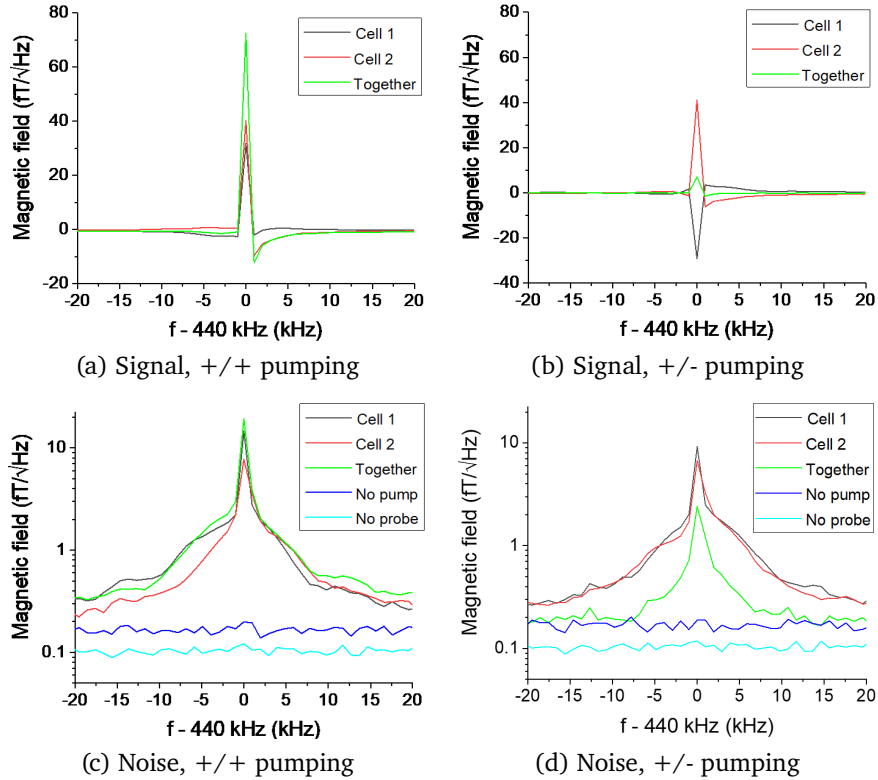 Magnetic field (fT/√Hz)
80
60
40
20
0
-20
-20 -15 -10 -5 0 5 10 15 20
f - 440 kHz (kHz)
Cell 1
Cell 2
Together
(a) Signal, +/+ pumping
Magnetic field (fT/√Hz)
80
60
40
20
0
-20
-40
-20 -15 -10 -5 0 5 10 15 20
f - 440 kHz (kHz)
Cell 1
Cell 2
Together
(b) Signal, +/- pumping
Magnetic field (fT/√Hz)
10
1
0.1
-20 -15 -10 -5 0 5 10 15 20
f - 440 kHz (kHz)
Cell 1
Cell 2
Together
No pump
No probe
(c) Noise, +/+ pumping
Magnetic field (fT/√Hz)
10
1
0.1
-20 -15 -10 -5 0 5 10 15 20
f - 440 kHz (kHz)
Cell 1
Cell 2
Together
No pump
No probe
(d) Noise, +/- pumping